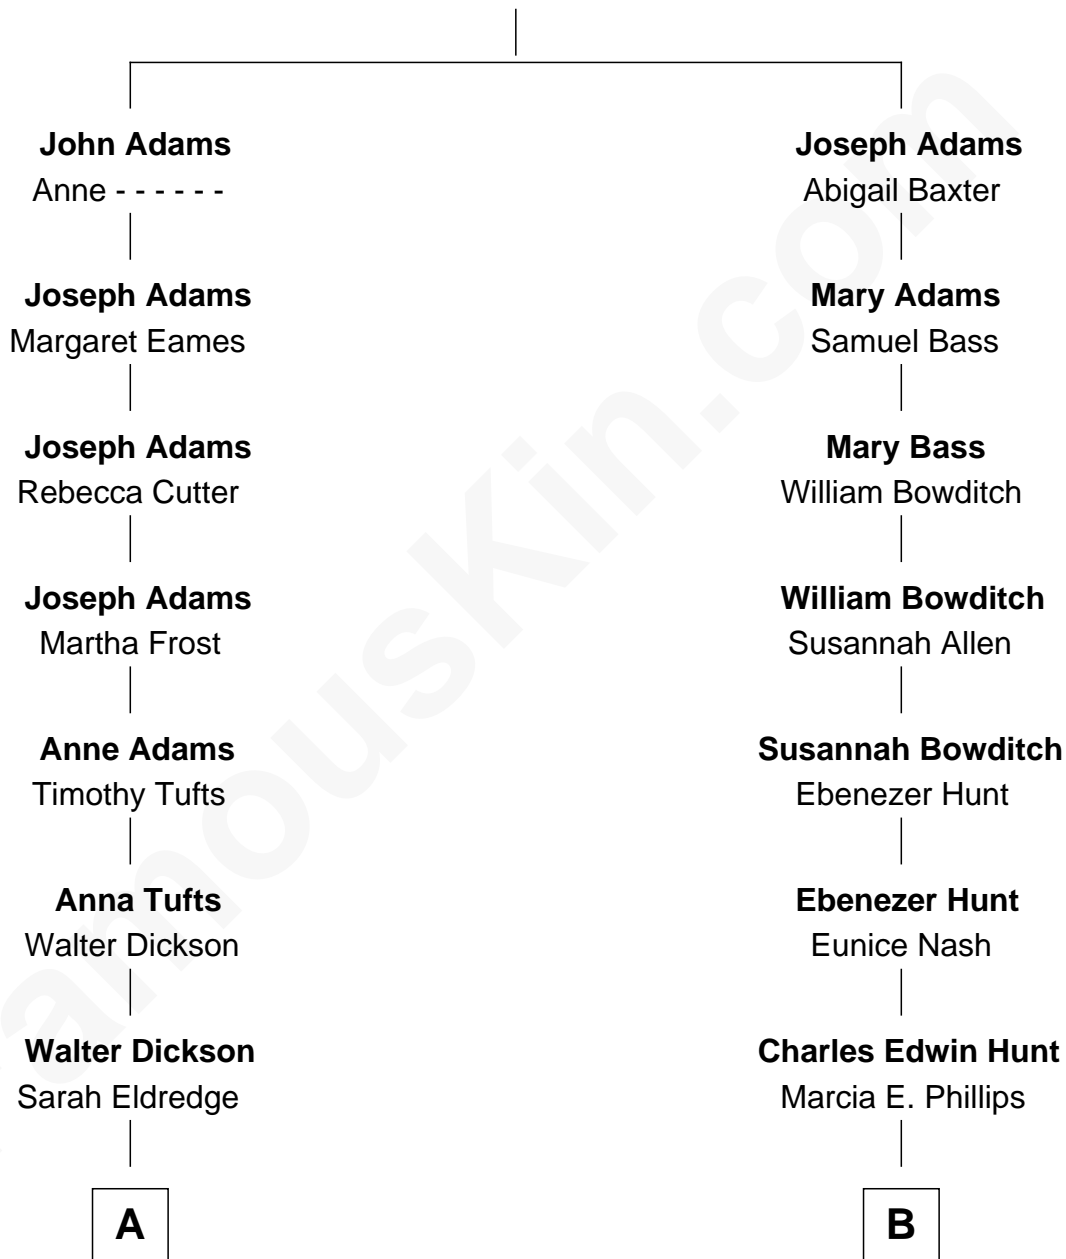 John Adams
Anne - - - - - -
Joseph Adams
Margaret Eames
Joseph Adams
Rebecca Cutter
Joseph Adams
Martha Frost
Anne Adams
Timothy Tufts
Anna Tufts
Walter Dickson
Walter Dickson
Sarah Eldredge
A
Joseph Adams
Abigail Baxter
Mary Adams
Samuel Bass
Mary Bass
William Bowditch
William Bowditch
Susannah Allen
Susannah Bowditch
Ebenezer Hunt
Ebenezer Hunt
Eunice Nash
Charles Edwin Hunt
Marcia E. Phillips
B
amouskin.com